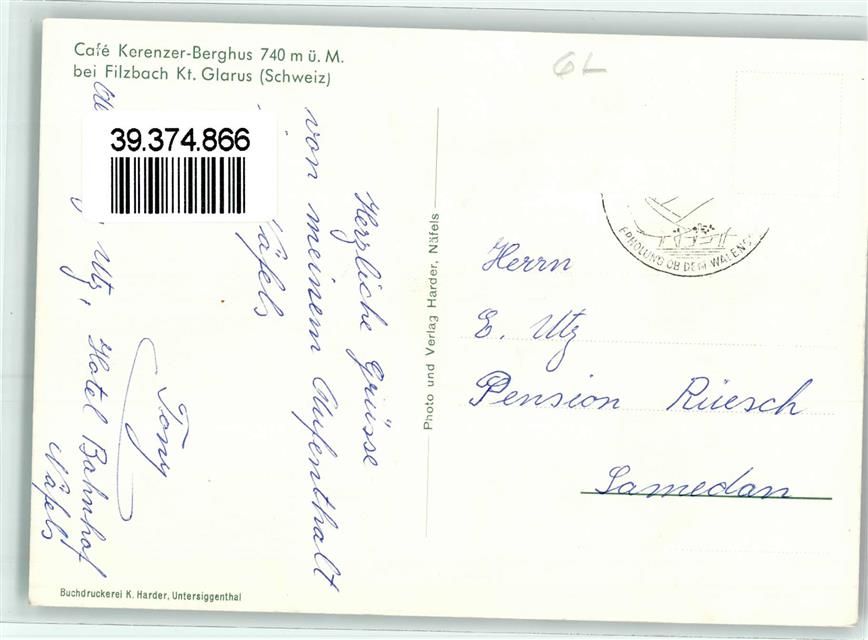 Café Kerenzer-Berghus 740 m ü. M.
bei Filzbach Kt. Glarus (Schweiz)
6L
39.374.866
Herzliche Grüsse
von meinem Aufenthalt
Näfels
Tony
Utz, Hotel Bahnhof
Näfels
Photo und Verlag Harder, Näfels
ERHOLUNG OB DEM WALENS
Herrn
E. Utz
Pension Rüesch
Samedan
Buchdruckerei K. Harder, Untersiggenthal